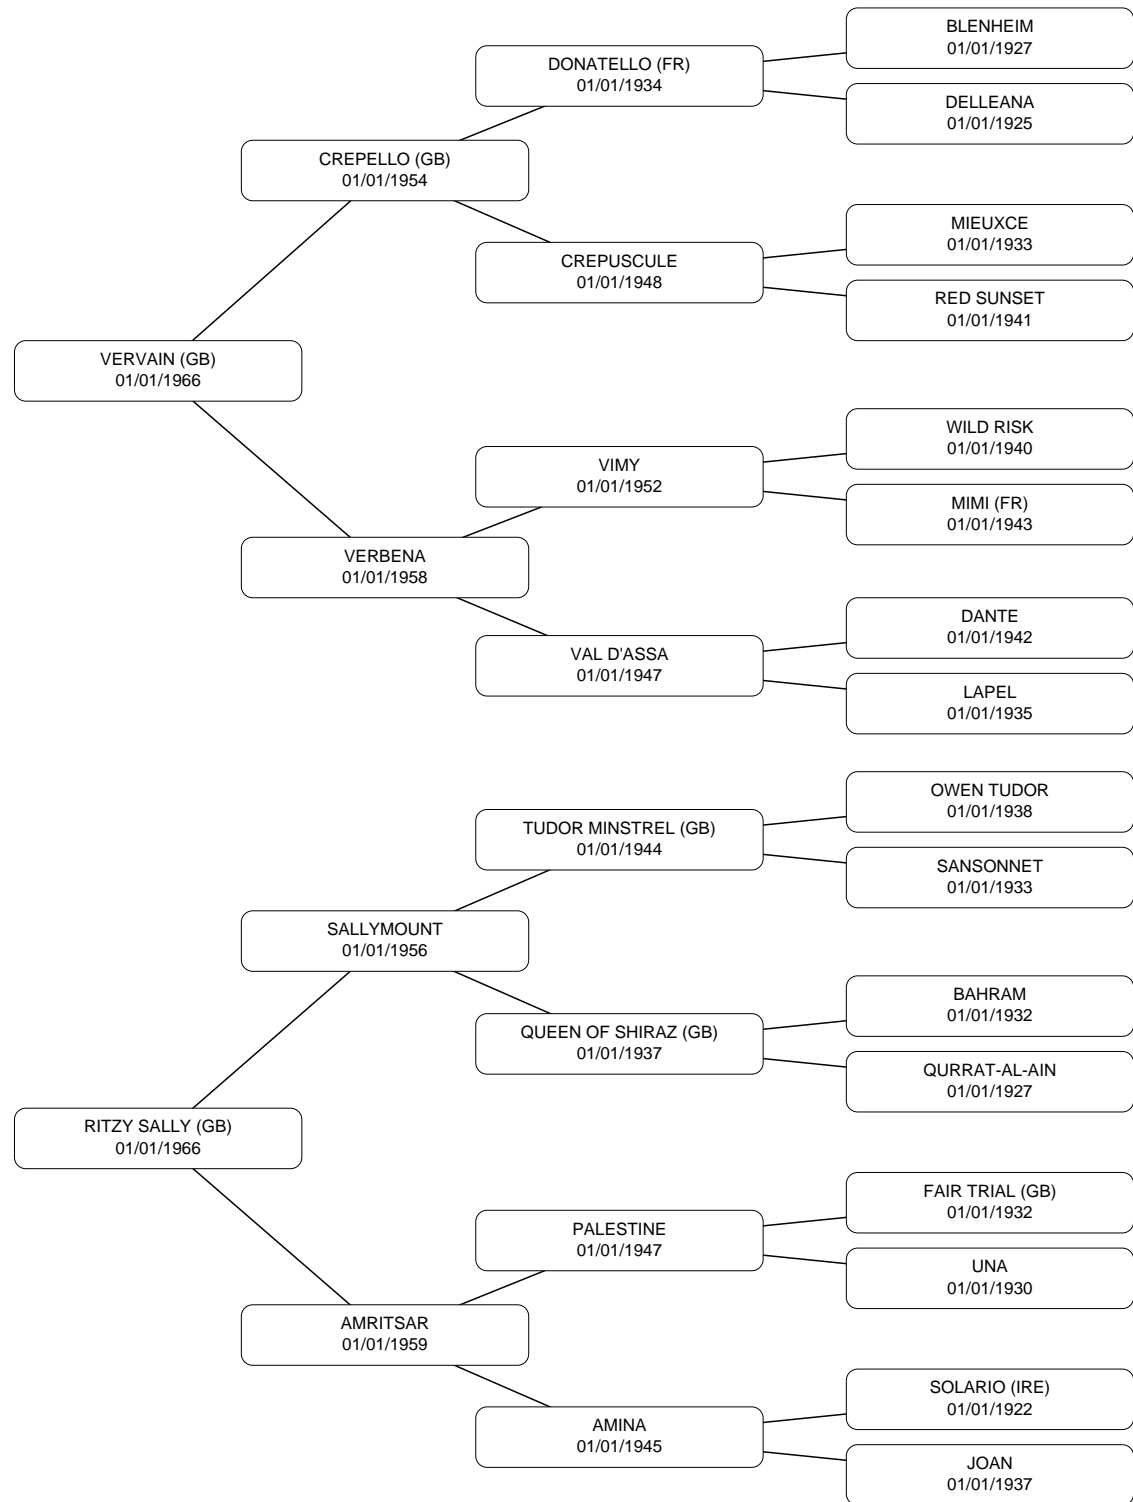 BLENHEIM
01/01/1927
DONATELLO (FR)
01/01/1934
DELLEANA
01/01/1925
CREPELLO (GB)
01/01/1954
MIEUXCE
01/01/1933
CREPUSCULE
01/01/1948
RED SUNSET
01/01/1941
VERVAIN (GB)
01/01/1966
WILD RISK
01/01/1940
VIMY
01/01/1952
MIMI (FR)
01/01/1943
VERBENA
01/01/1958
DANTE
01/01/1942
VAL D'ASSA
01/01/1947
LAPEL
01/01/1935
OWEN TUDOR
01/01/1938
TUDOR MINSTREL (GB)
01/01/1944
SANSONNET
01/01/1933
SALLYMOUNT
01/01/1956
BAHRAM
01/01/1932
QUEEN OF SHIRAZ (GB)
01/01/1937
QURRAT-AL-AIN
01/01/1927
RITZY SALLY (GB)
01/01/1966
FAIR TRIAL (GB)
01/01/1932
PALESTINE
01/01/1947
UNA
01/01/1930
AMRITSAR
01/01/1959
SOLARIO (IRE)
01/01/1922
AMINA
01/01/1945
JOAN
01/01/1937